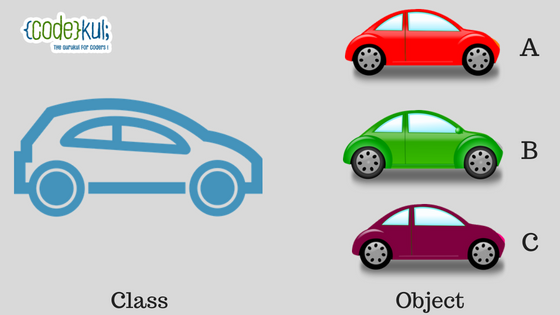 {Code}kul;
The Gurukul For Coders !
A
B
C
Class
Object